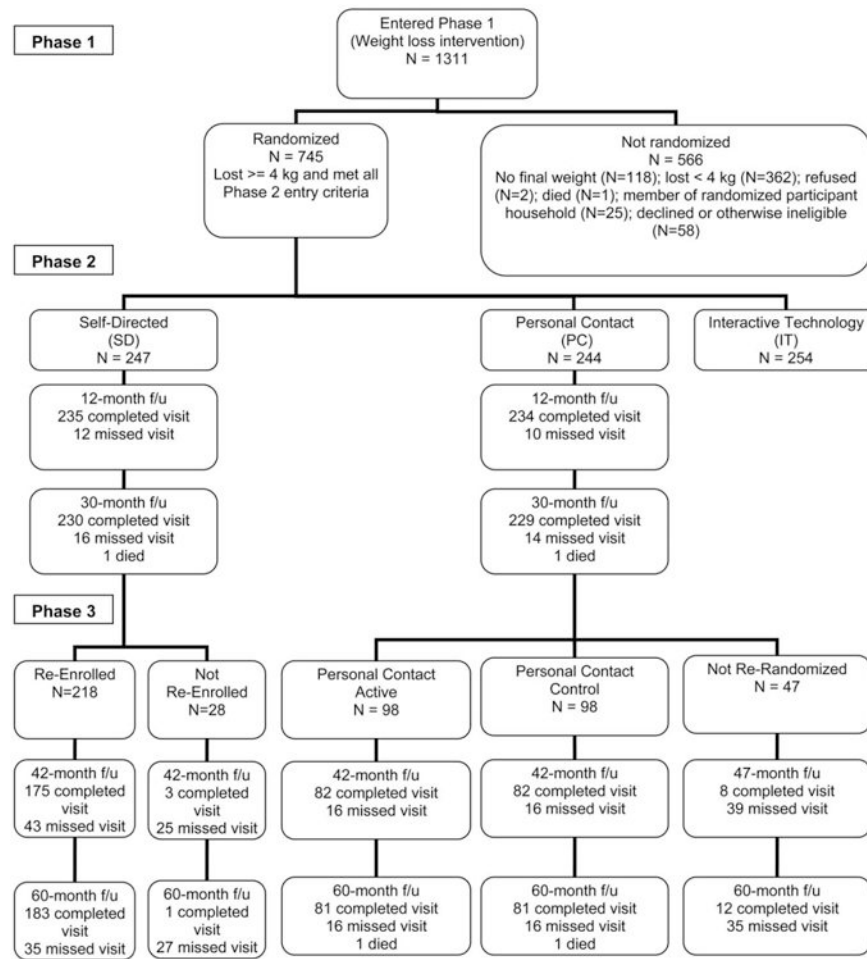 Phase 1
Entered Phase 1
(Weight loss intervention)
N = 1311
Randomized
N = 745
Lost >= 4 kg and met all
Phase 2 entry criteria
Not randomized
N = 566
No final weight (N=118); lost < 4 kg (N=362); refused
(N=2); died (N=1); member of randomized participant
household (N=25); declined or otherwise ineligible
(N=58)
Phase 2
Self-Directed
(SD)
N = 247
Personal Contact
(PC)
N = 244
Interactive Technology
(IT)
N = 254
12-month f/u
235 completed visit
12 missed visit
12-month f/u
234 completed visit
10 missed visit
30-month f/u
230 completed visit
16 missed visit
1 died
30-month f/u
229 completed visit
14 missed visit
1 died
Phase 3
Re-Enrolled
N=218
Not
Re-Enrolled
N=28
Personal Contact
Active
N = 98
Personal Contact
Control
N = 98
Not Re-Randomized
N = 47
42-month f/u
175 completed
visit
43 missed visit
42-month f/u
3 completed
visit
25 missed visit
42-month f/u
82 completed visit
16 missed visit
42-month f/u
82 completed visit
16 missed visit
47-month f/u
8 completed visit
39 missed visit
60-month f/u
183 completed
visit
35 missed visit
60-month f/u
1 completed
visit
27 missed visit
60-month f/u
81 completed visit
16 missed visit
1 died
60-month f/u
81 completed visit
16 missed visit
1 died
60-month f/u
12 completed visit
35 missed visit